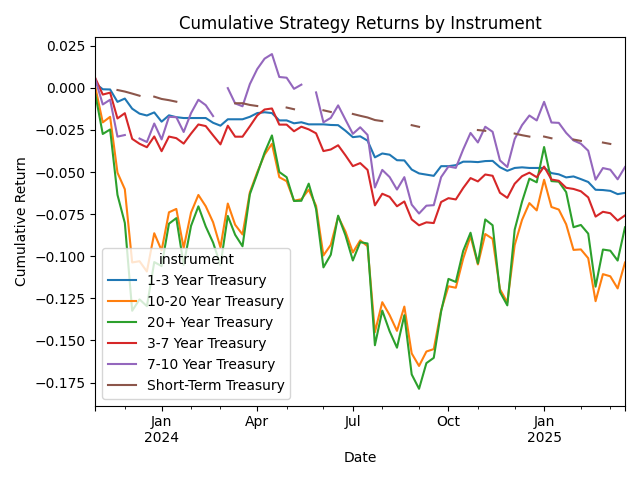 Cumulative Strategy Returns by Instrument
Cumulative Return
0.025
0.000
−0.025
−0.050
−0.075
−0.100
−0.125
−0.150
−0.175
instrument
1-3 Year Treasury
10-20 Year Treasury
20+ Year Treasury
3-7 Year Treasury
7-10 Year Treasury
Short-Term Treasury
Jan
2024
Apr
Jul
Oct
Jan
2025
Date